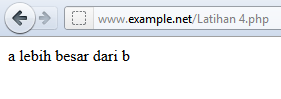 www.example.net/Latihan 4.php
a lebih besar dari b